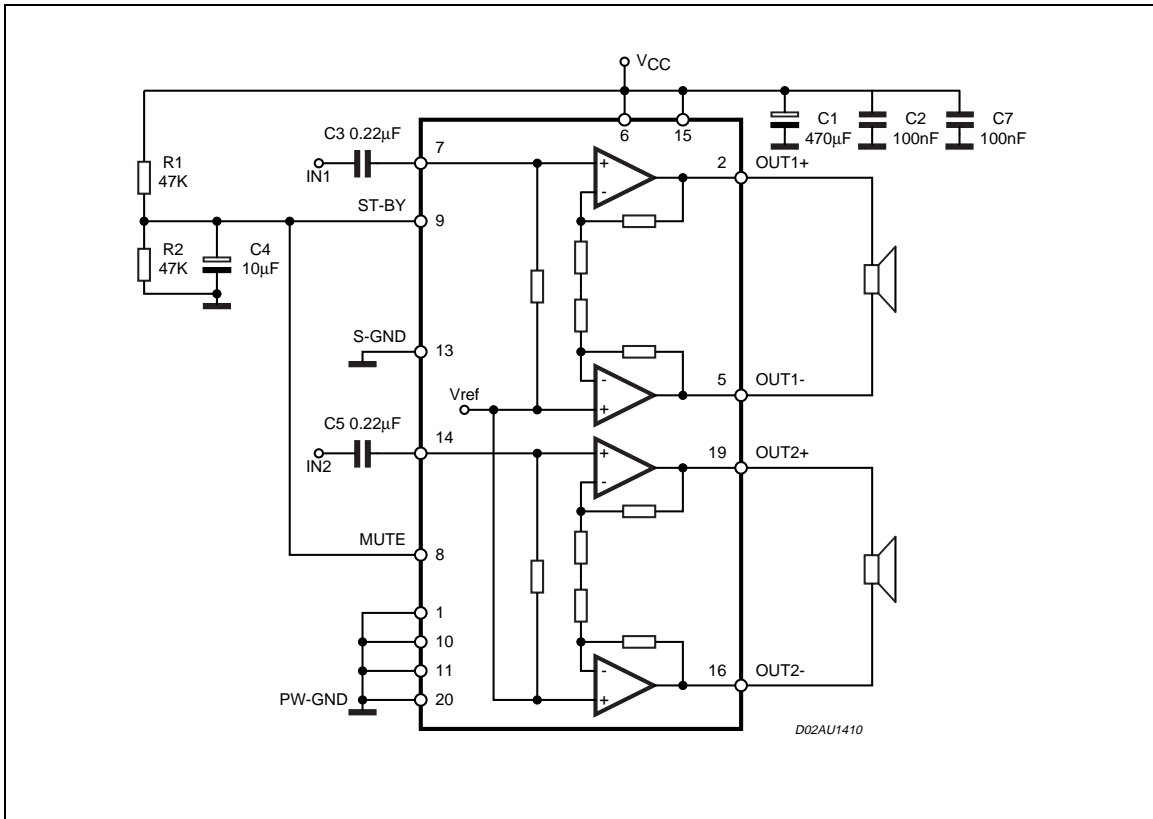 VCC
C3 0.22µF
7
IN1
6
15
C1
470µF
C2
100nF
C7
100nF
2
OUT1+
R1
47K
ST-BY
9
R2
47K
C4
10µF
+
-
S-GND
13
Vref
-
+
5
OUT1-
C5 0.22µF
14
IN2
+
-
19
OUT2+
MUTE
8
1
10
11
PW-GND
20
-
+
16
OUT2-
D02AU1410